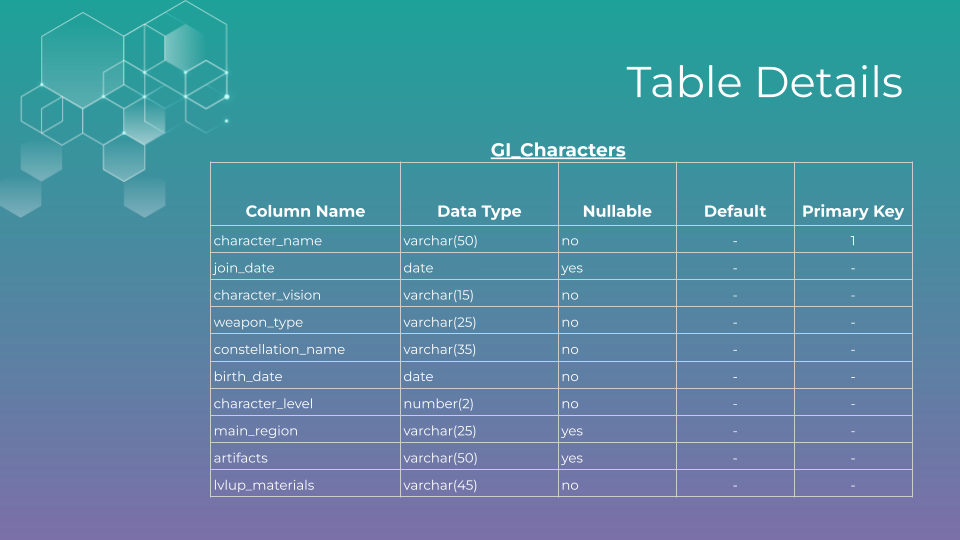 Table Details
GI_Characters
Column Name Data Type Nullable Default Primary Key
character_name varchar(50) no - 1
join_date date yes - -
character_vision varchar(15) no - -
weapon_type varchar(25) no - -
constellation_name varchar(35) no - -
birth_date date no - -
character_level number(2) no - -
main_region varchar(25) yes - -
artifacts varchar(50) yes - -
lvlup_materials varchar(45) no - -